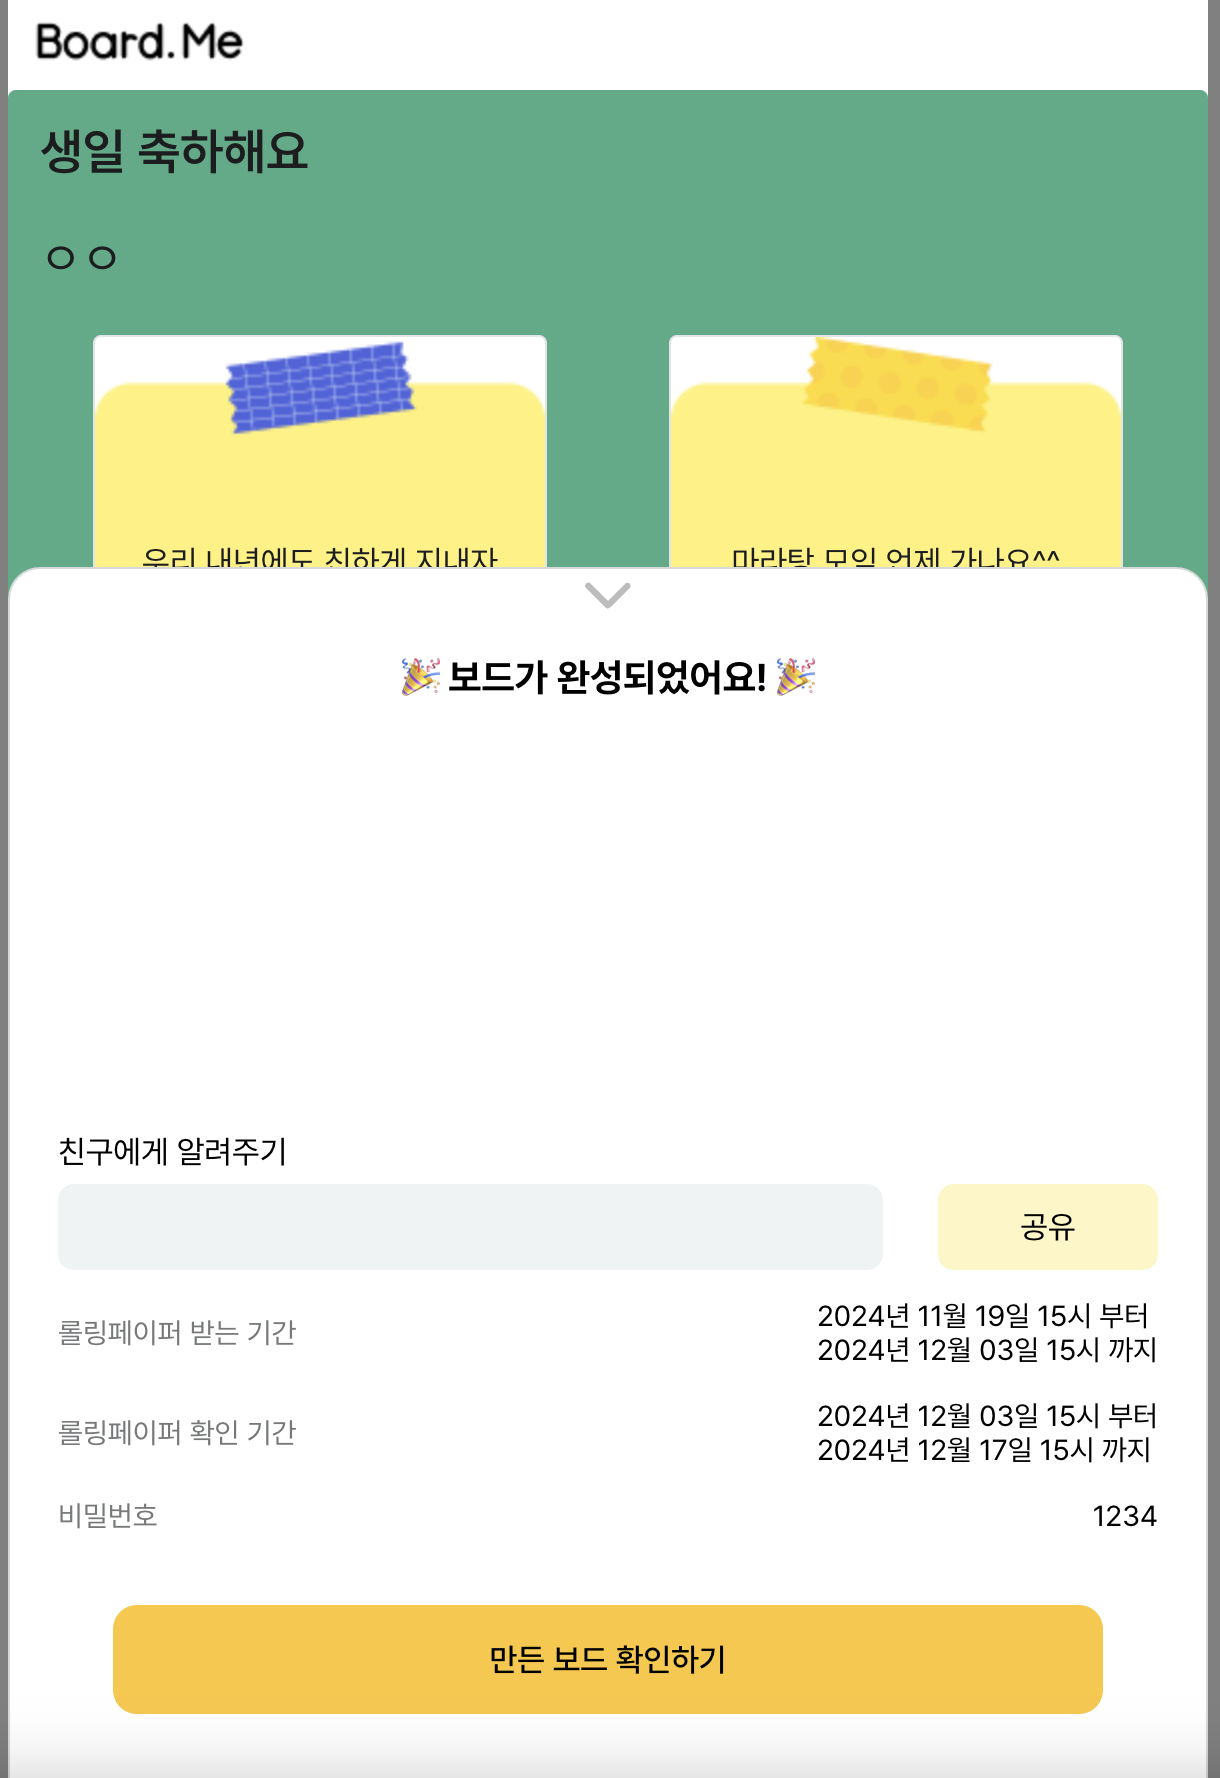 Board.Me
생일 축하해요
ㅇㅇ
우리 내년에도 친하게 지내자
마라탕 모임 언제 가나요^^
🎉 보드가 완성되었어요! 🎉
친구에게 알려주기
공유
롤링페이퍼 받는 기간
2024년 11월 19일 15시 부터
2024년 12월 03일 15시 까지
롤링페이퍼 확인 기간
2024년 12월 03일 15시 부터
2024년 12월 17일 15시 까지
비밀번호
1234
만든 보드 확인하기